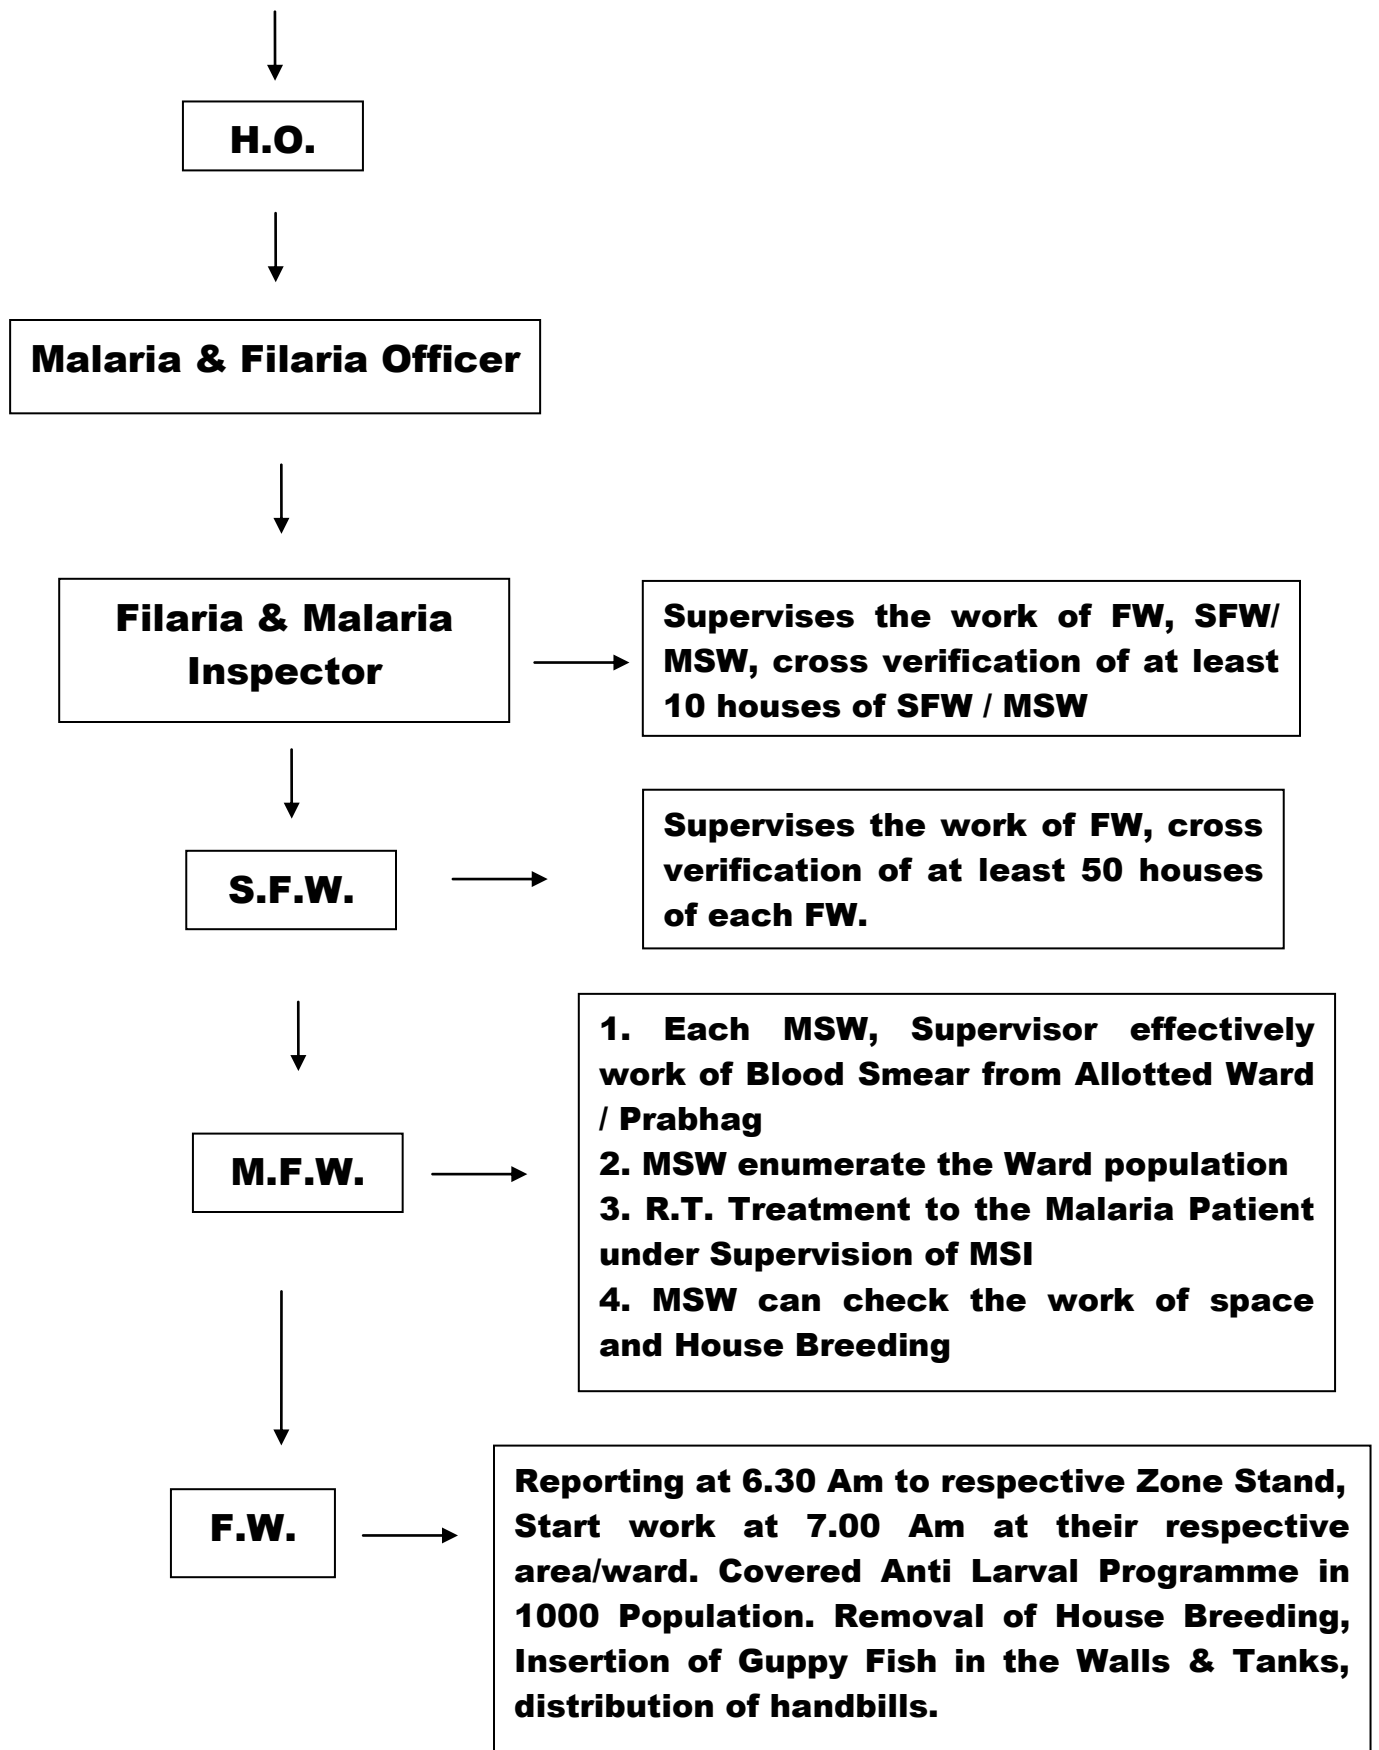 H.O.
Malaria & Filaria Officer
Filaria & Malaria
Inspector
Supervises the work of FW, SFW/
MSW, cross verification of at least
10 houses of SFW / MSW
S.F.W.
Supervises the work of FW, cross
verification of at least 50 houses
of each FW.
M.F.W.
1. Each MSW, Supervisor effectively
work of Blood Smear from Allotted Ward
/ Prabhag
2. MSW enumerate the Ward population
3. R.T. Treatment to the Malaria Patient
under Supervision of MSI
4. MSW can check the work of space
and House Breeding
F.W.
Reporting at 6.30 Am to respective Zone Stand,
Start work at 7.00 Am at their respective
area/ward. Covered Anti Larval Programme in
1000 Population. Removal of House Breeding,
Insertion of Guppy Fish in the Walls & Tanks,
distribution of handbills.